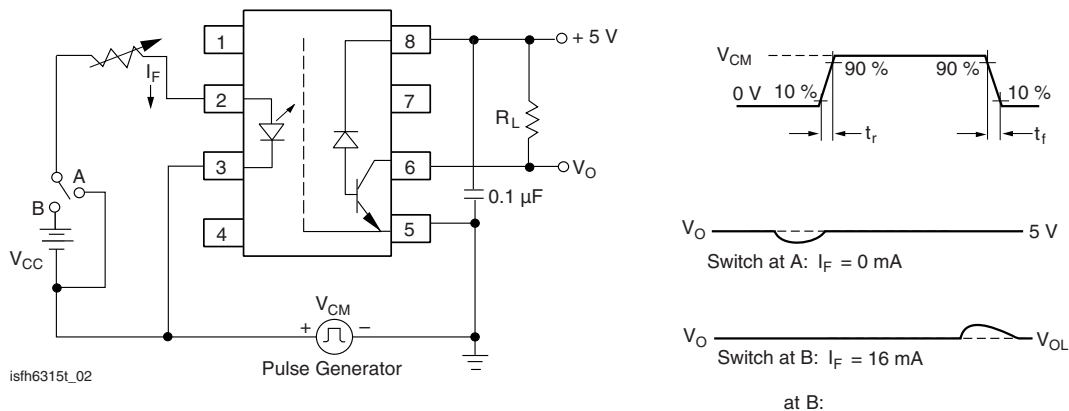 1
8
+ 5 V
I_F
2
7
R_L
3
6
V_O
A
B
0.1 µF
4
5
V_CC
V_CM
+
−
Pulse Generator
isfh6315t_02
V_CM
90 %
90 %
0 V
10 %
10 %
t_r
t_f
V_O
5 V
Switch at A: I_F = 0 mA
V_O
V_OL
Switch at B: I_F = 16 mA
at B: